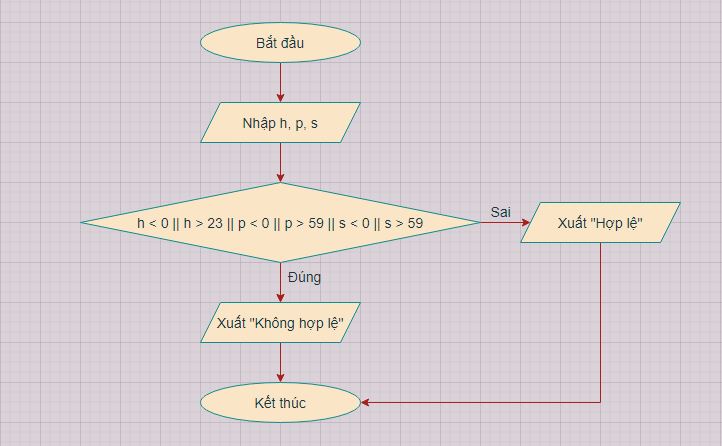 Bắt đầu
Nhập h, p, s
h < 0 || h > 23 || p < 0 || p > 59 || s < 0 || s > 59
Sai
Xuất "Hợp lệ"
Đúng
Xuất "Không hợp lệ"
Kết thúc